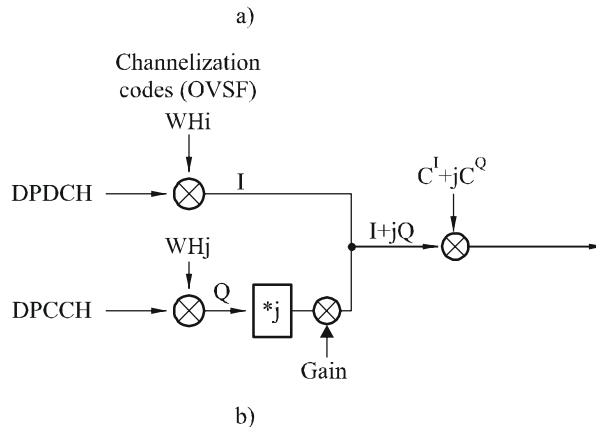 a)
Channelization
codes (OVSF)
WHi
C^I+jC^Q
DPDCH
I
I+jQ
WHj
DPCCH
Q
*j
Gain
b)